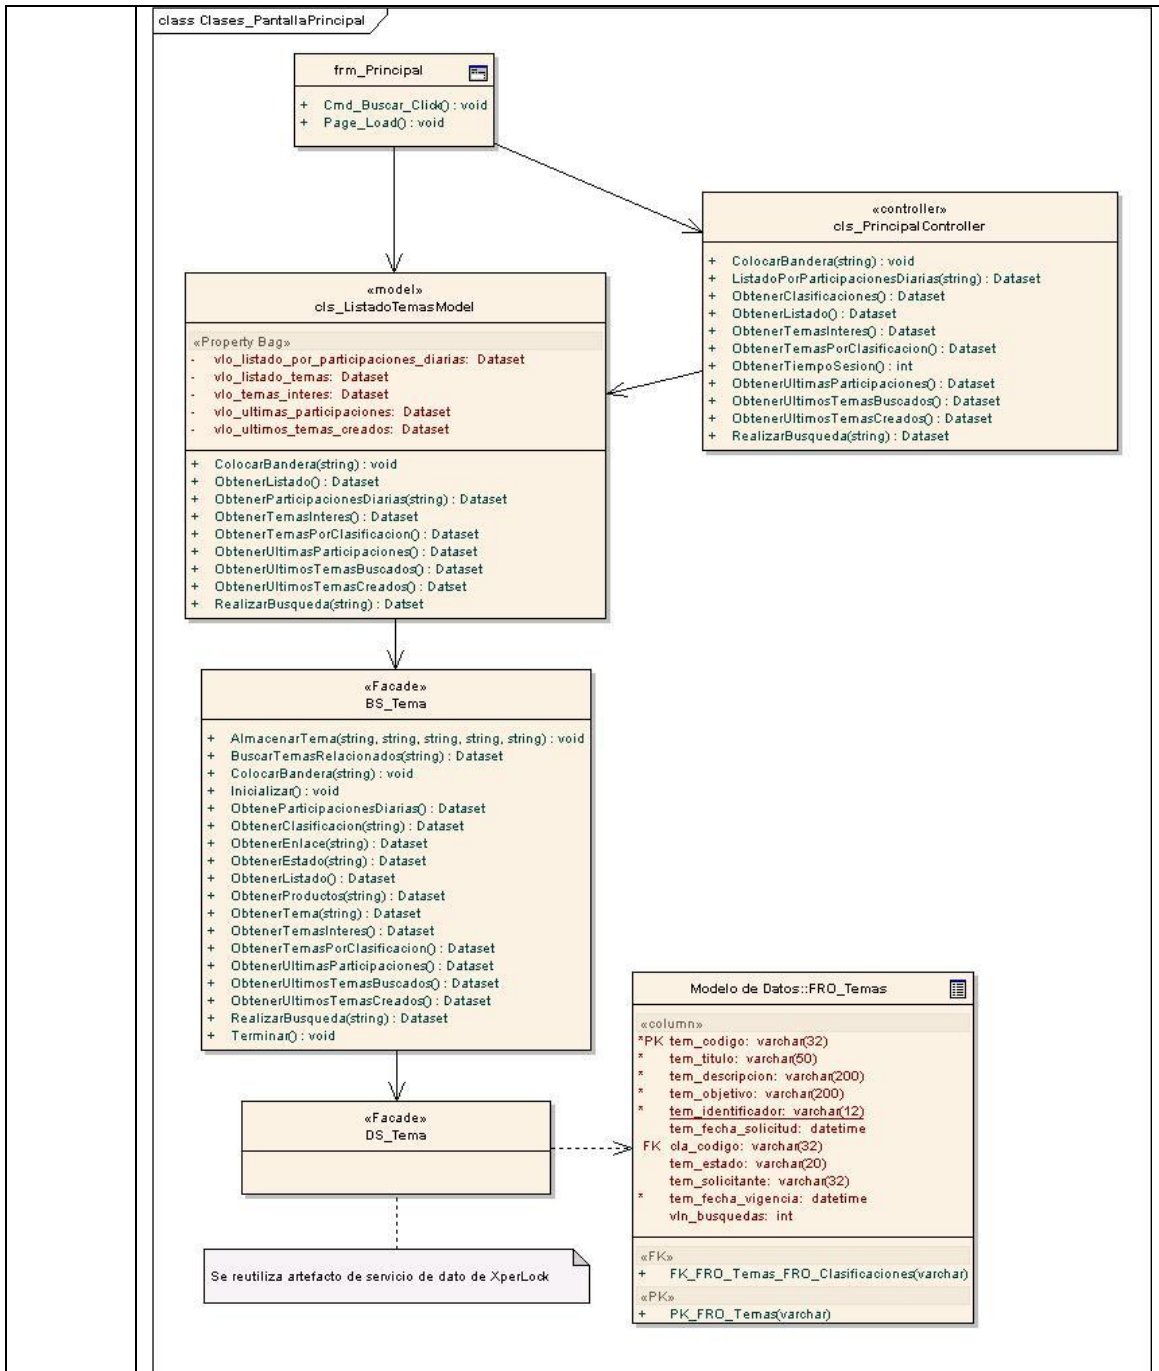 class Clases_PantallaPrincipal
frm_Principal
+ Cmd_Buscar_Click() : void
+ Page_Load() : void
«controller»
cls_PrincipalController
+ ColocarBandera(string) : void
+ ListadoPorParticipacionesDiarias(string) : Dataset
+ ObtenerClasificaciones() : Dataset
+ ObtenerListado() : Dataset
+ ObtenerTemasInteres() : Dataset
+ ObtenerTemasPorClasificacion() : Dataset
+ ObtenerTiempoSesion() : int
+ ObtenerUltimasParticipaciones() : Dataset
+ ObtenerUltimosTemasBuscados() : Dataset
+ ObtenerUltimosTemasCreados() : Dataset
+ RealizarBusqueda(string) : Dataset
«model»
cls_ListadoTemasModel
«Property Bag»
- vlo_listado_por_participaciones_diarias: Dataset
- vlo_listado_temas: Dataset
- vlo_temas_interes: Dataset
- vlo_ultimas_participaciones: Dataset
- vlo_ultimos_temas_creados: Dataset
+ ColocarBandera(string) : void
+ ObtenerListado() : Dataset
+ ObtenerParticipacionesDiarias(string) : Dataset
+ ObtenerTemasInteres() : Dataset
+ ObtenerTemasPorClasificacion() : Dataset
+ ObtenerUltimasParticipaciones() : Dataset
+ ObtenerUltimosTemasBuscados() : Dataset
+ ObtenerUltimosTemasCreados() : Datset
+ RealizarBusqueda(string) : Datset
«Facade»
BS_Tema
+ AlmacenarTema(string, string, string, string, string) : void
+ BuscarTemasRelacionados(string) : Dataset
+ ColocarBandera(string) : void
+ Inicializar() : void
+ ObteneParticipacionesDiarias() : Dataset
+ ObtenerClasificacion(string) : Dataset
+ ObtenerEnlace(string) : Dataset
+ ObtenerEstado(string) : Dataset
+ ObtenerListado() : Dataset
+ ObtenerProductos(string) : Dataset
+ ObtenerTema(string) : Dataset
+ ObtenerTemasInteres() : Dataset
+ ObtenerTemasPorClasificacion() : Dataset
+ ObtenerUltimasParticipaciones() : Dataset
+ ObtenerUltimosTemasBuscados() : Dataset
+ ObtenerUltimosTemasCreados() : Dataset
+ RealizarBusqueda(string) : Dataset
+ Terminar() : void
«Facade»
DS_Tema
Se reutiliza artefacto de servicio de dato de XperLock
Modelo de Datos::FRO_Temas
«column»
*PK tem_codigo: varchar(32)
* tem_titulo: varchar(50)
* tem_descripcion: varchar(200)
* tem_objetivo: varchar(200)
* tem_identificador: varchar(12)
tem_fecha_solicitud: datetime
FK cla_codigo: varchar(32)
tem_estado: varchar(20)
tem_solicitante: varchar(32)
* tem_fecha_vigencia: datetime
vln_busquedas: int
«FK»
+ FK_FRO_Temas_FRO_Clasificaciones(varchar)
«PK»
+ PK_FRO_Temas(varchar)